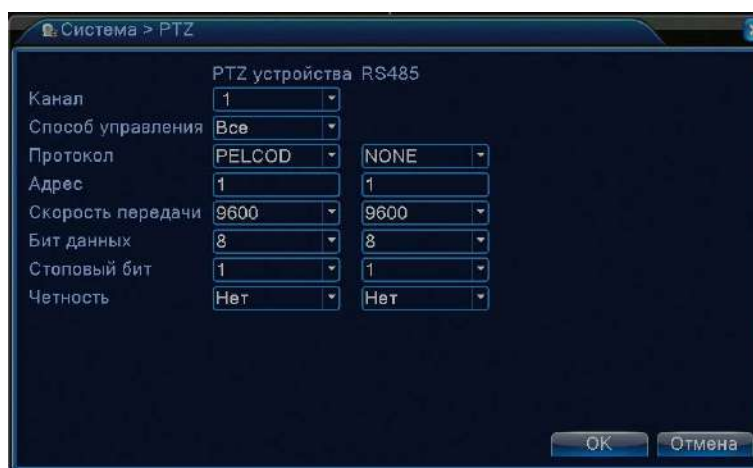 Система > PTZ
PTZ устройства RS485
Канал 1
Способ управления Все
Протокол PELCOD NONE
Адрес 1 1
Скорость передачи 9600 9600
Бит данных 8 8
Стоповый бит 1 1
Четность Нет Нет
OK Отмена